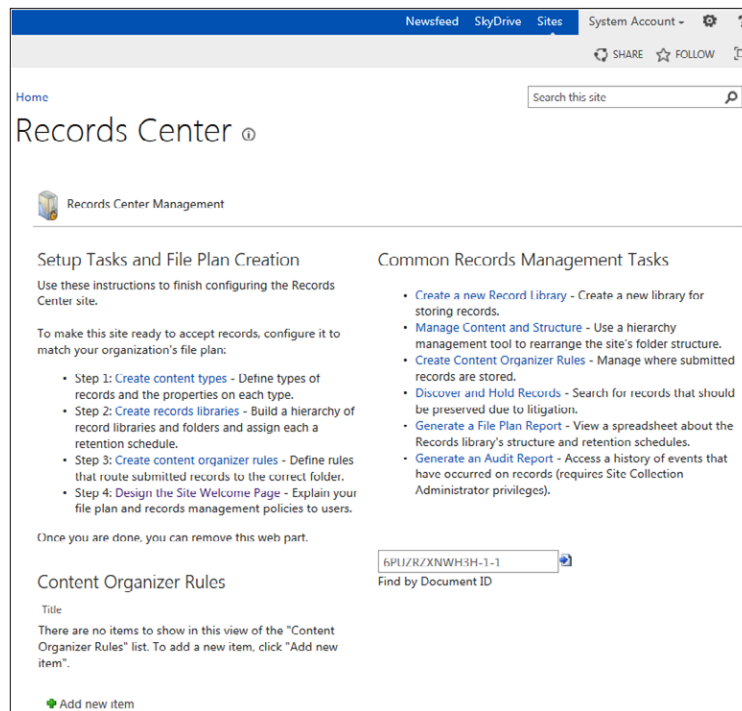 Newsfeed SkyDrive Sites System Account
SHARE FOLLOW
Home
Search this site
Records Center
Records Center Management
Setup Tasks and File Plan Creation
Use these instructions to finish configuring the Records
Center site.
To make this site ready to accept records, configure it to
match your organization's file plan:
• Step 1: Create content types - Define types of
records and the properties on each type.
• Step 2: Create records libraries - Build a hierarchy of
record libraries and folders and assign each a
retention schedule.
• Step 3: Create content organizer rules - Define rules
that route submitted records to the correct folder.
• Step 4: Design the Site Welcome Page - Explain your
file plan and records management policies to users.
Once you are done, you can remove this web part.
Content Organizer Rules
Title
There are no items to show in this view of the "Content
Organizer Rules" list. To add a new item, click "Add new
item".
Add new item
Common Records Management Tasks
• Create a new Record Library - Create a new library for
storing records.
• Manage Content and Structure - Use a hierarchy
management tool to rearrange the site's folder structure.
• Create Content Organizer Rules - Manage where submitted
records are stored.
• Discover and Hold Records - Search for records that should
be preserved due to litigation.
• Generate a File Plan Report - View a spreadsheet about the
Records library's structure and retention schedules.
• Generate an Audit Report - Access a history of events that
have occurred on records (requires Site Collection
Administrator privileges).
6PUZRZXNWH3H-1-1
Find by Document ID